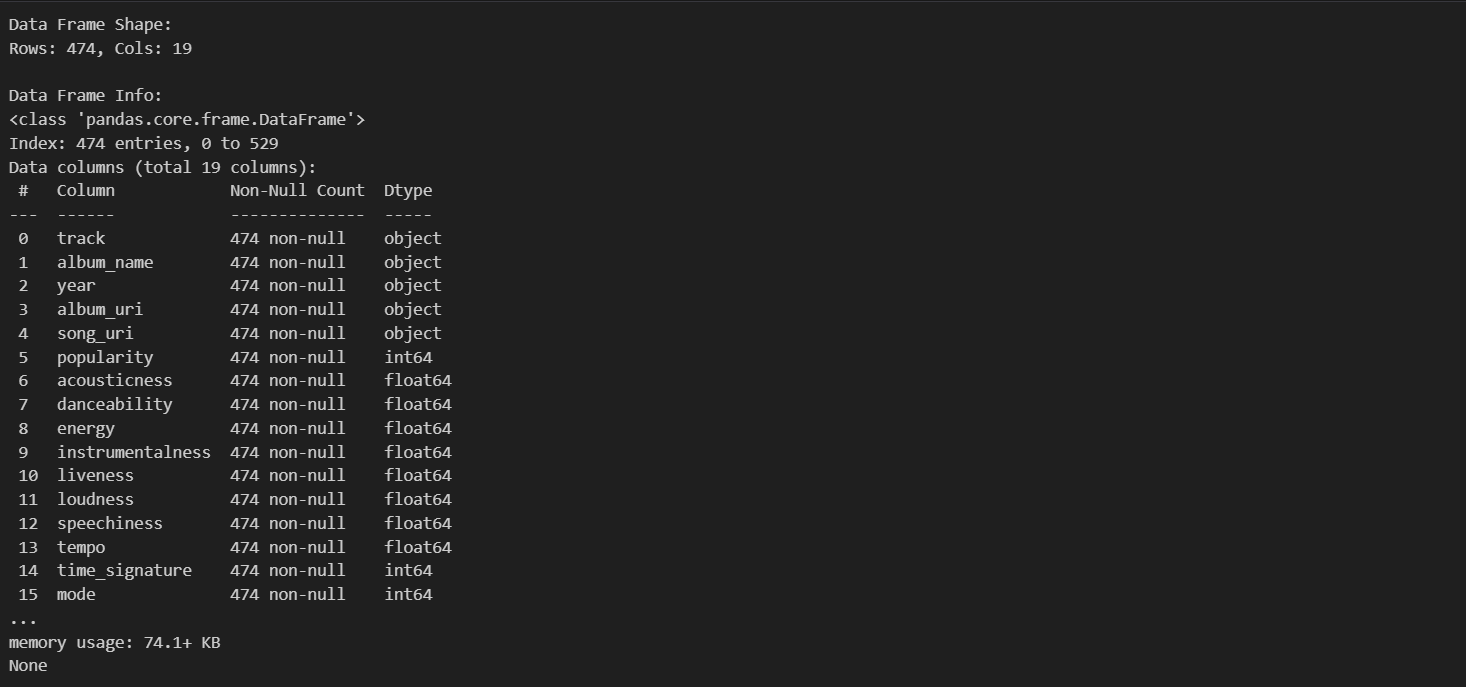 Data Frame Shape:
Rows: 474, Cols: 19
Data Frame Info:
<class 'pandas.core.frame.DataFrame'>
Index: 474 entries, 0 to 529
Data columns (total 19 columns):
 #   Column            Non-Null Count  Dtype
---  ------            --------------  -----
 0   track             474 non-null    object
 1   album_name        474 non-null    object
 2   year              474 non-null    object
 3   album_uri         474 non-null    object
 4   song_uri          474 non-null    object
 5   popularity        474 non-null    int64
 6   acousticness      474 non-null    float64
 7   danceability      474 non-null    float64
 8   energy            474 non-null    float64
 9   instrumentalness  474 non-null    float64
 10  liveness          474 non-null    float64
 11  loudness          474 non-null    float64
 12  speechiness       474 non-null    float64
 13  tempo             474 non-null    float64
 14  time_signature    474 non-null    int64
 15  mode              474 non-null    int64
...
memory usage: 74.1+ KB
None